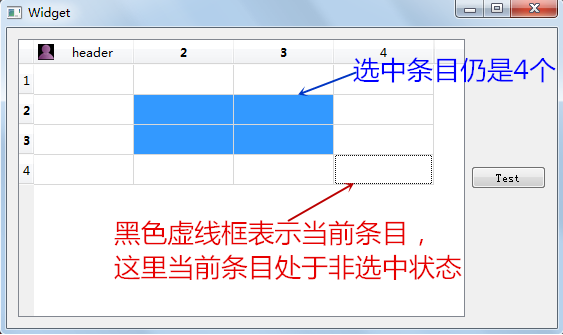 Widget
header 2 3 4
选中条目仍是4个
1
2
3
4
Test
黑色虚线框表示当前条目，
这里当前条目处于非选中状态